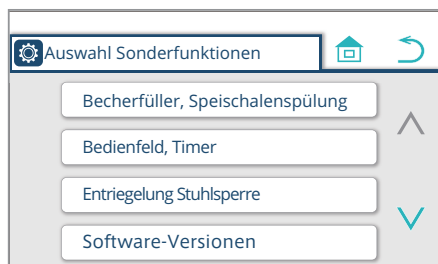 Auswahl Sonderfunktionen
Becherfüller, Speischalenspülung
Bedienfeld, Timer
Entriegelung Stuhlsperre
Software-Versionen